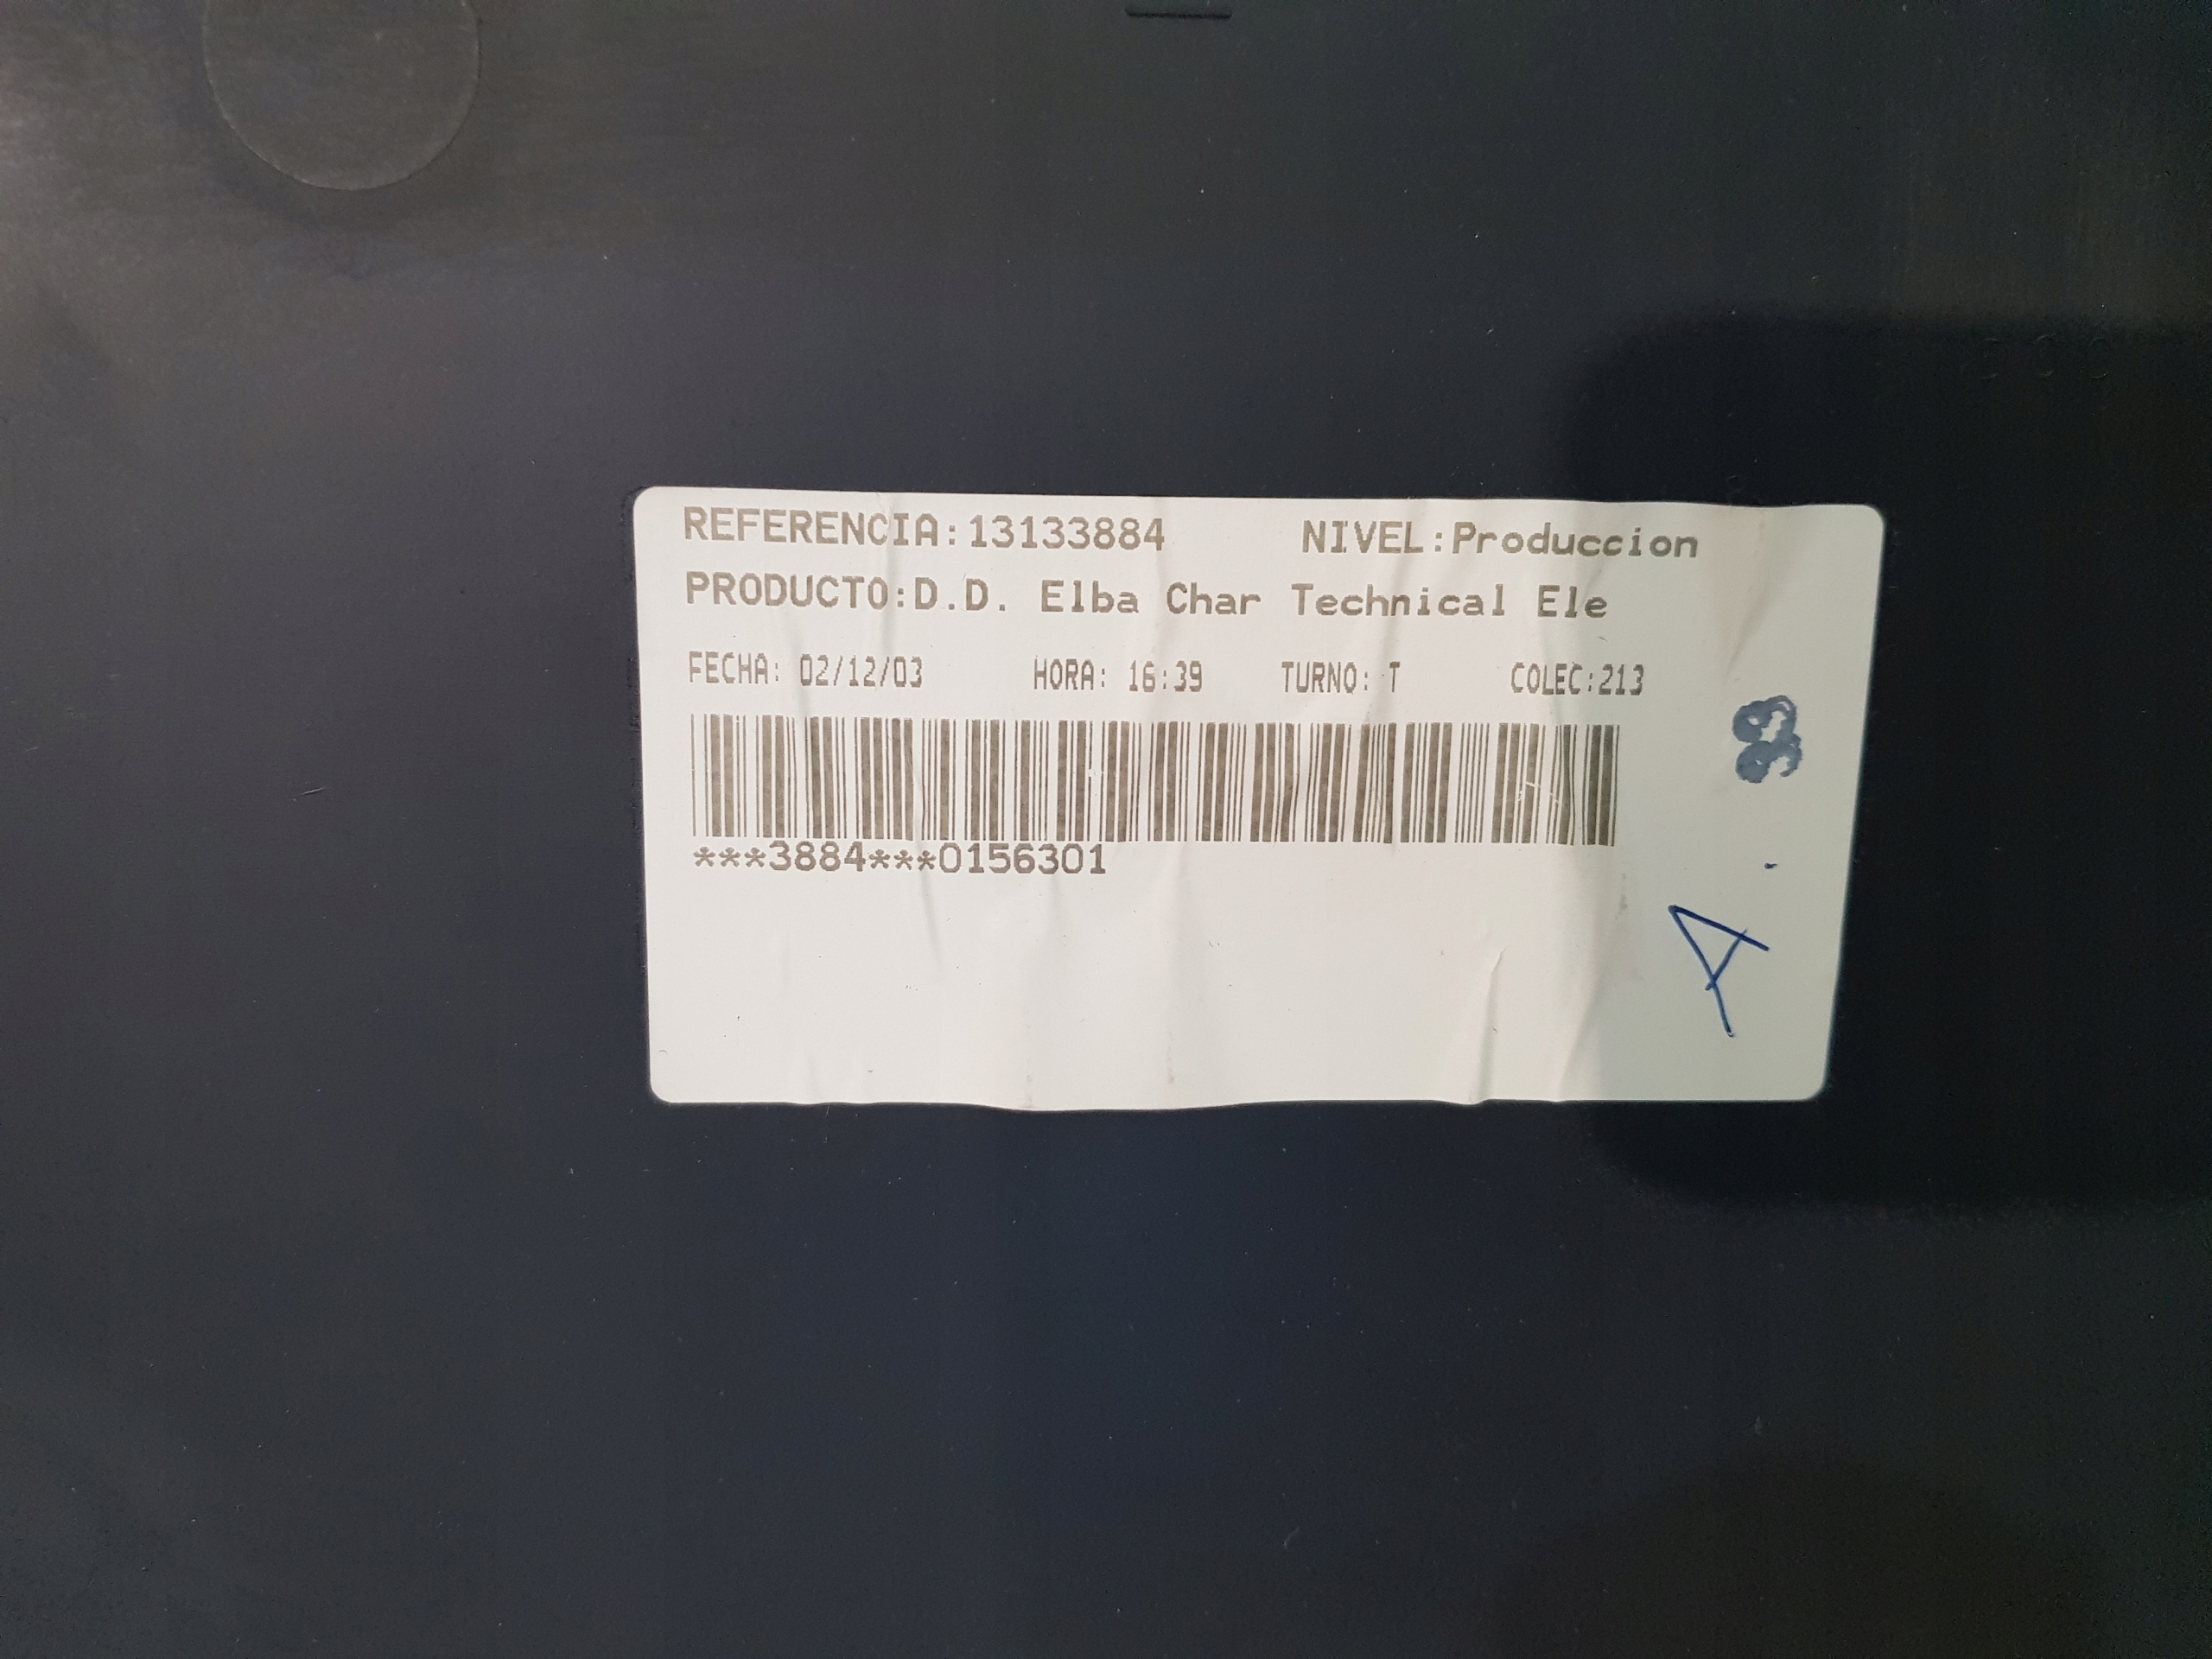 REFERENCIA:13133884 NIVEL:Produccion
PRODUCTO:D.D. Elba Char Technical Ele
FECHA: 02/12/03 HORA: 16:39 TURNO: T COLEC:213
***3884***0156301
A